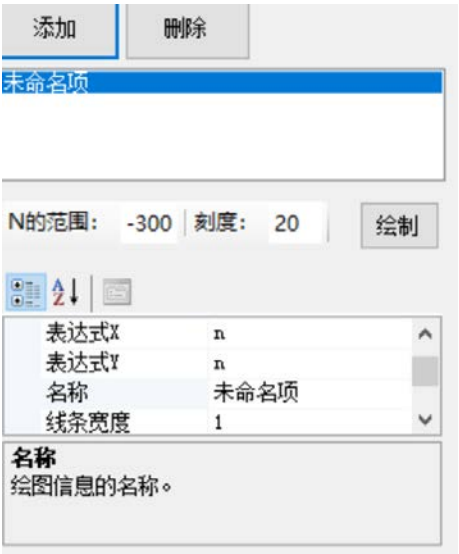 添加 删除
未命名项
N的范围: -300 刻度: 20 绘制
表达式X n
表达式Y n
名称 未命名项
线条宽度 1
名称
绘图信息的名称。